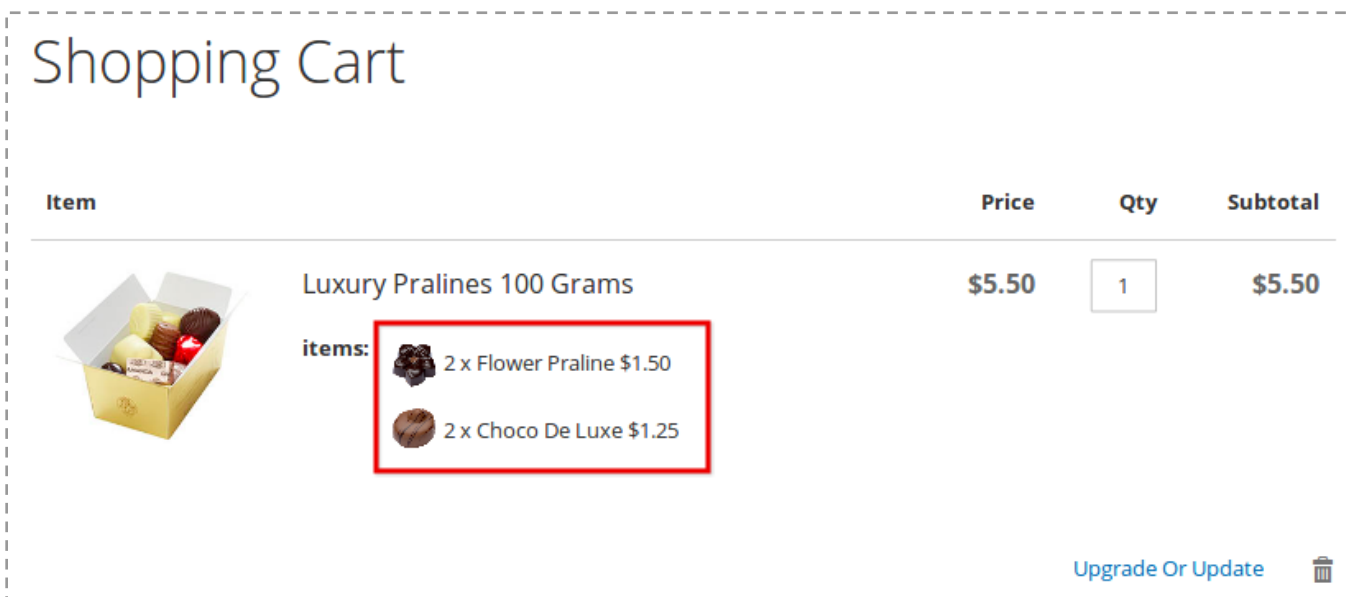 Shopping Cart
Item Price Qty Subtotal
Luxury Pralines 100 Grams $5.50 1 $5.50
items:
2 x Flower Praline $1.50
2 x Choco De Luxe $1.25
Upgrade Or Update